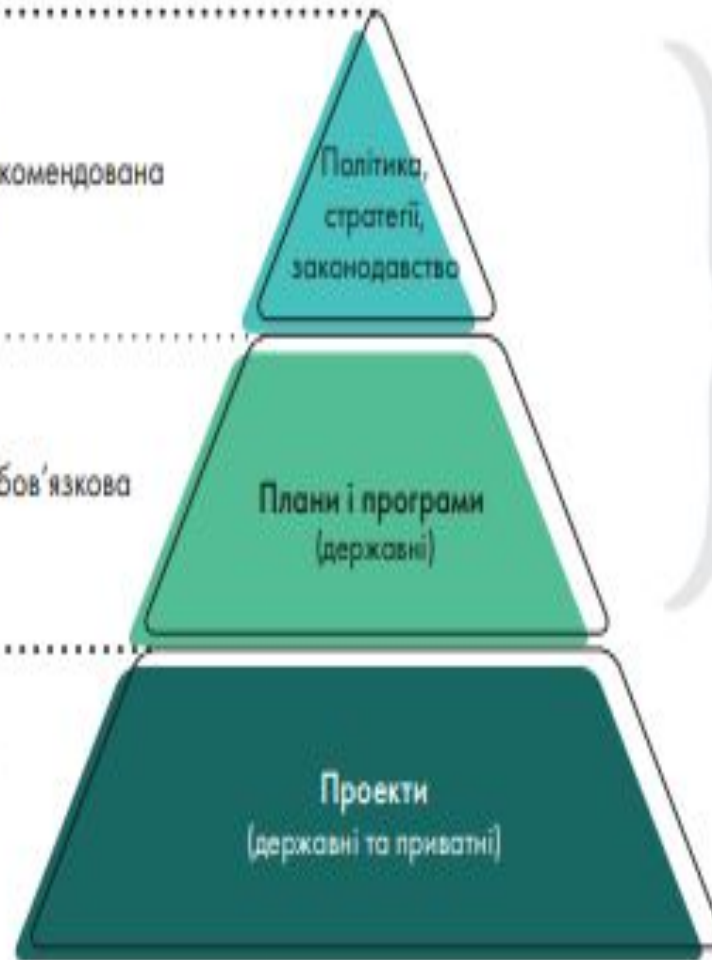 комендована
Політика,
стратегії,
законодавство
бов’язкова
Плани і програми
(державні)
Проекти
(державні та приватні)